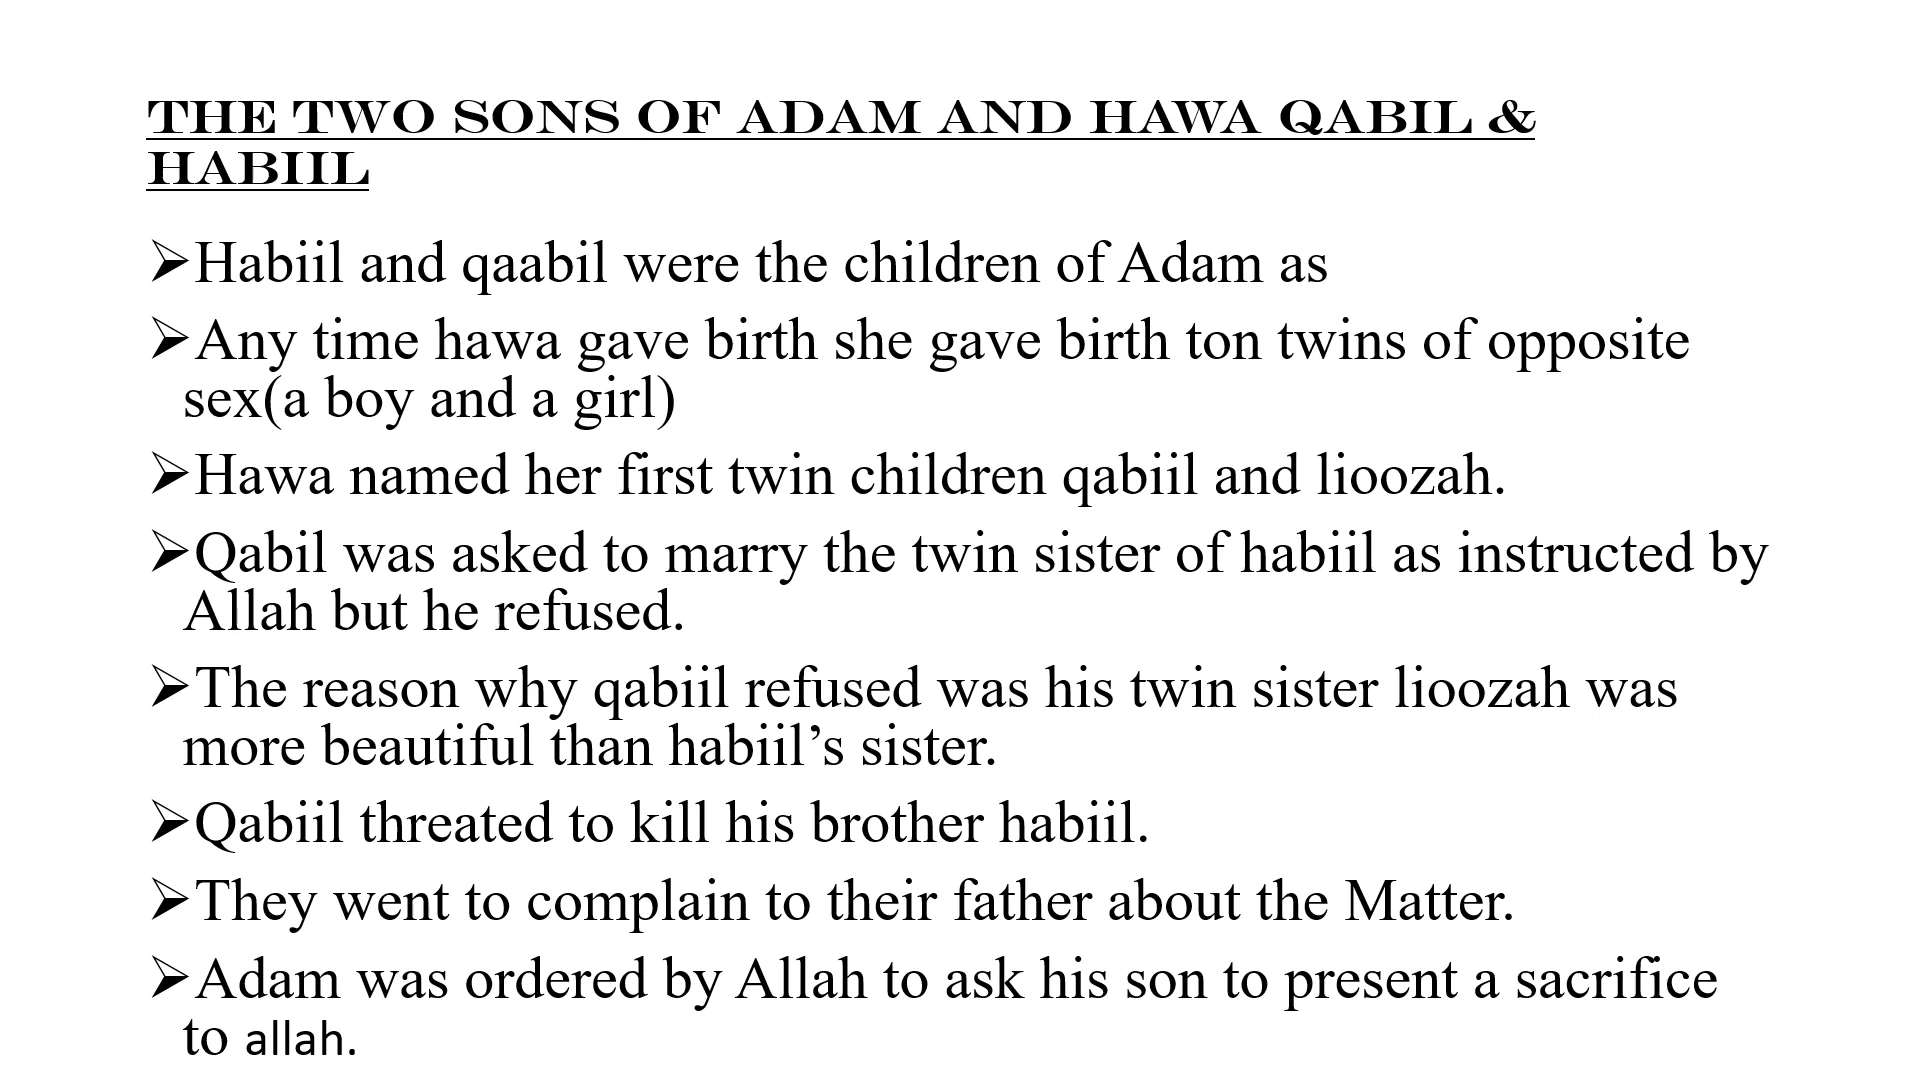 THE TWO SONS OF ADAM AND HAWA QABIL &
HABIIL
➢Habiil and qaabil were the children of Adam as
➢Any time hawa gave birth she gave birth ton twins of opposite
sex(a boy and a girl)
➢Hawa named her first twin children qabiil and lioozah.
➢Qabil was asked to marry the twin sister of habiil as instructed by
Allah but he refused.
➢The reason why qabiil refused was his twin sister lioozah was
more beautiful than habiil’s sister.
➢Qabiil threated to kill his brother habiil.
➢They went to complain to their father about the Matter.
➢Adam was ordered by Allah to ask his son to present a sacrifice
to allah.